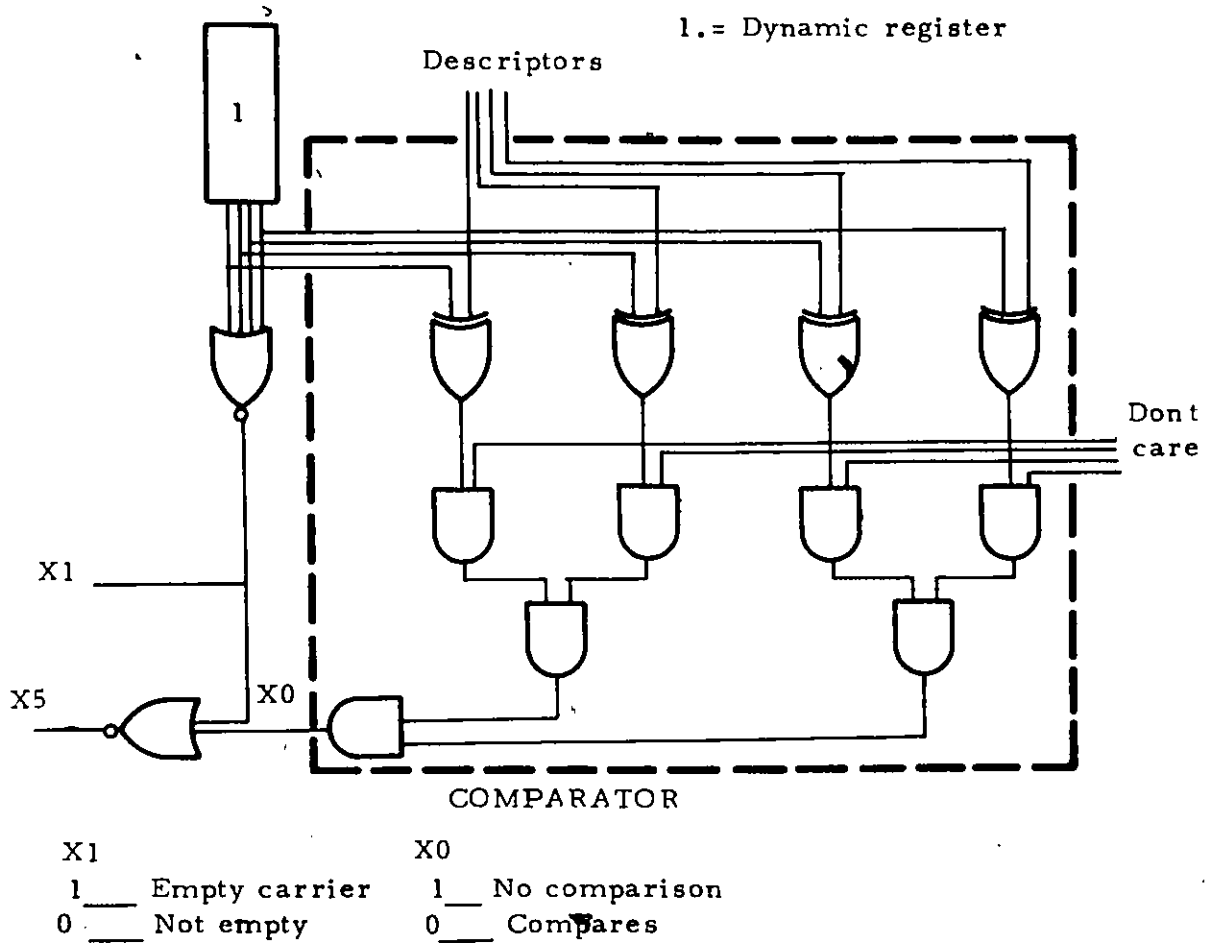 1.= Dynamic register
Descriptors
1
Dont
care
X1
X5
X0
COMPARATOR
X1
1___ Empty carrier
0 ___ Not empty
X0
1__ No comparison
0___ Compares